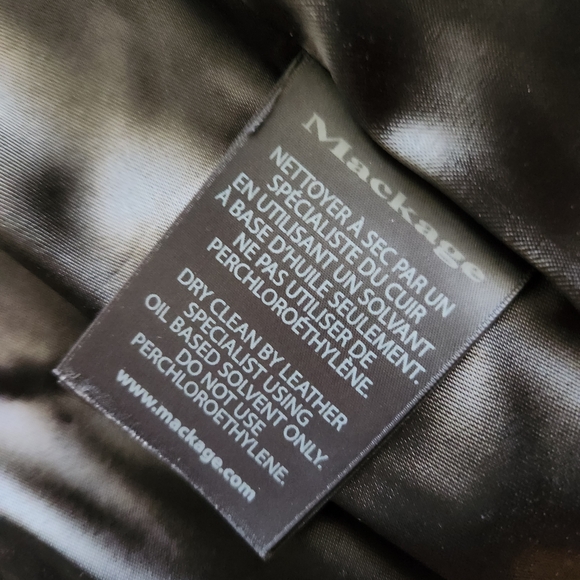 Mackage
NETTOYER A SEC PAR UN
SPÉCIALISTE DU CUIR
EN UTILISANT UN SOLVANT
À BASE D'HUILE SEULEMENT.
NE PAS UTILISER DE
PERCHLOROETHYLÈNE.
DRY CLEAN BY LEATHER
SPECIALIST USING
OIL BASED SOLVENT ONLY.
DO NOT USE
PERCHLOROETHYLENE.
www.mackage.com